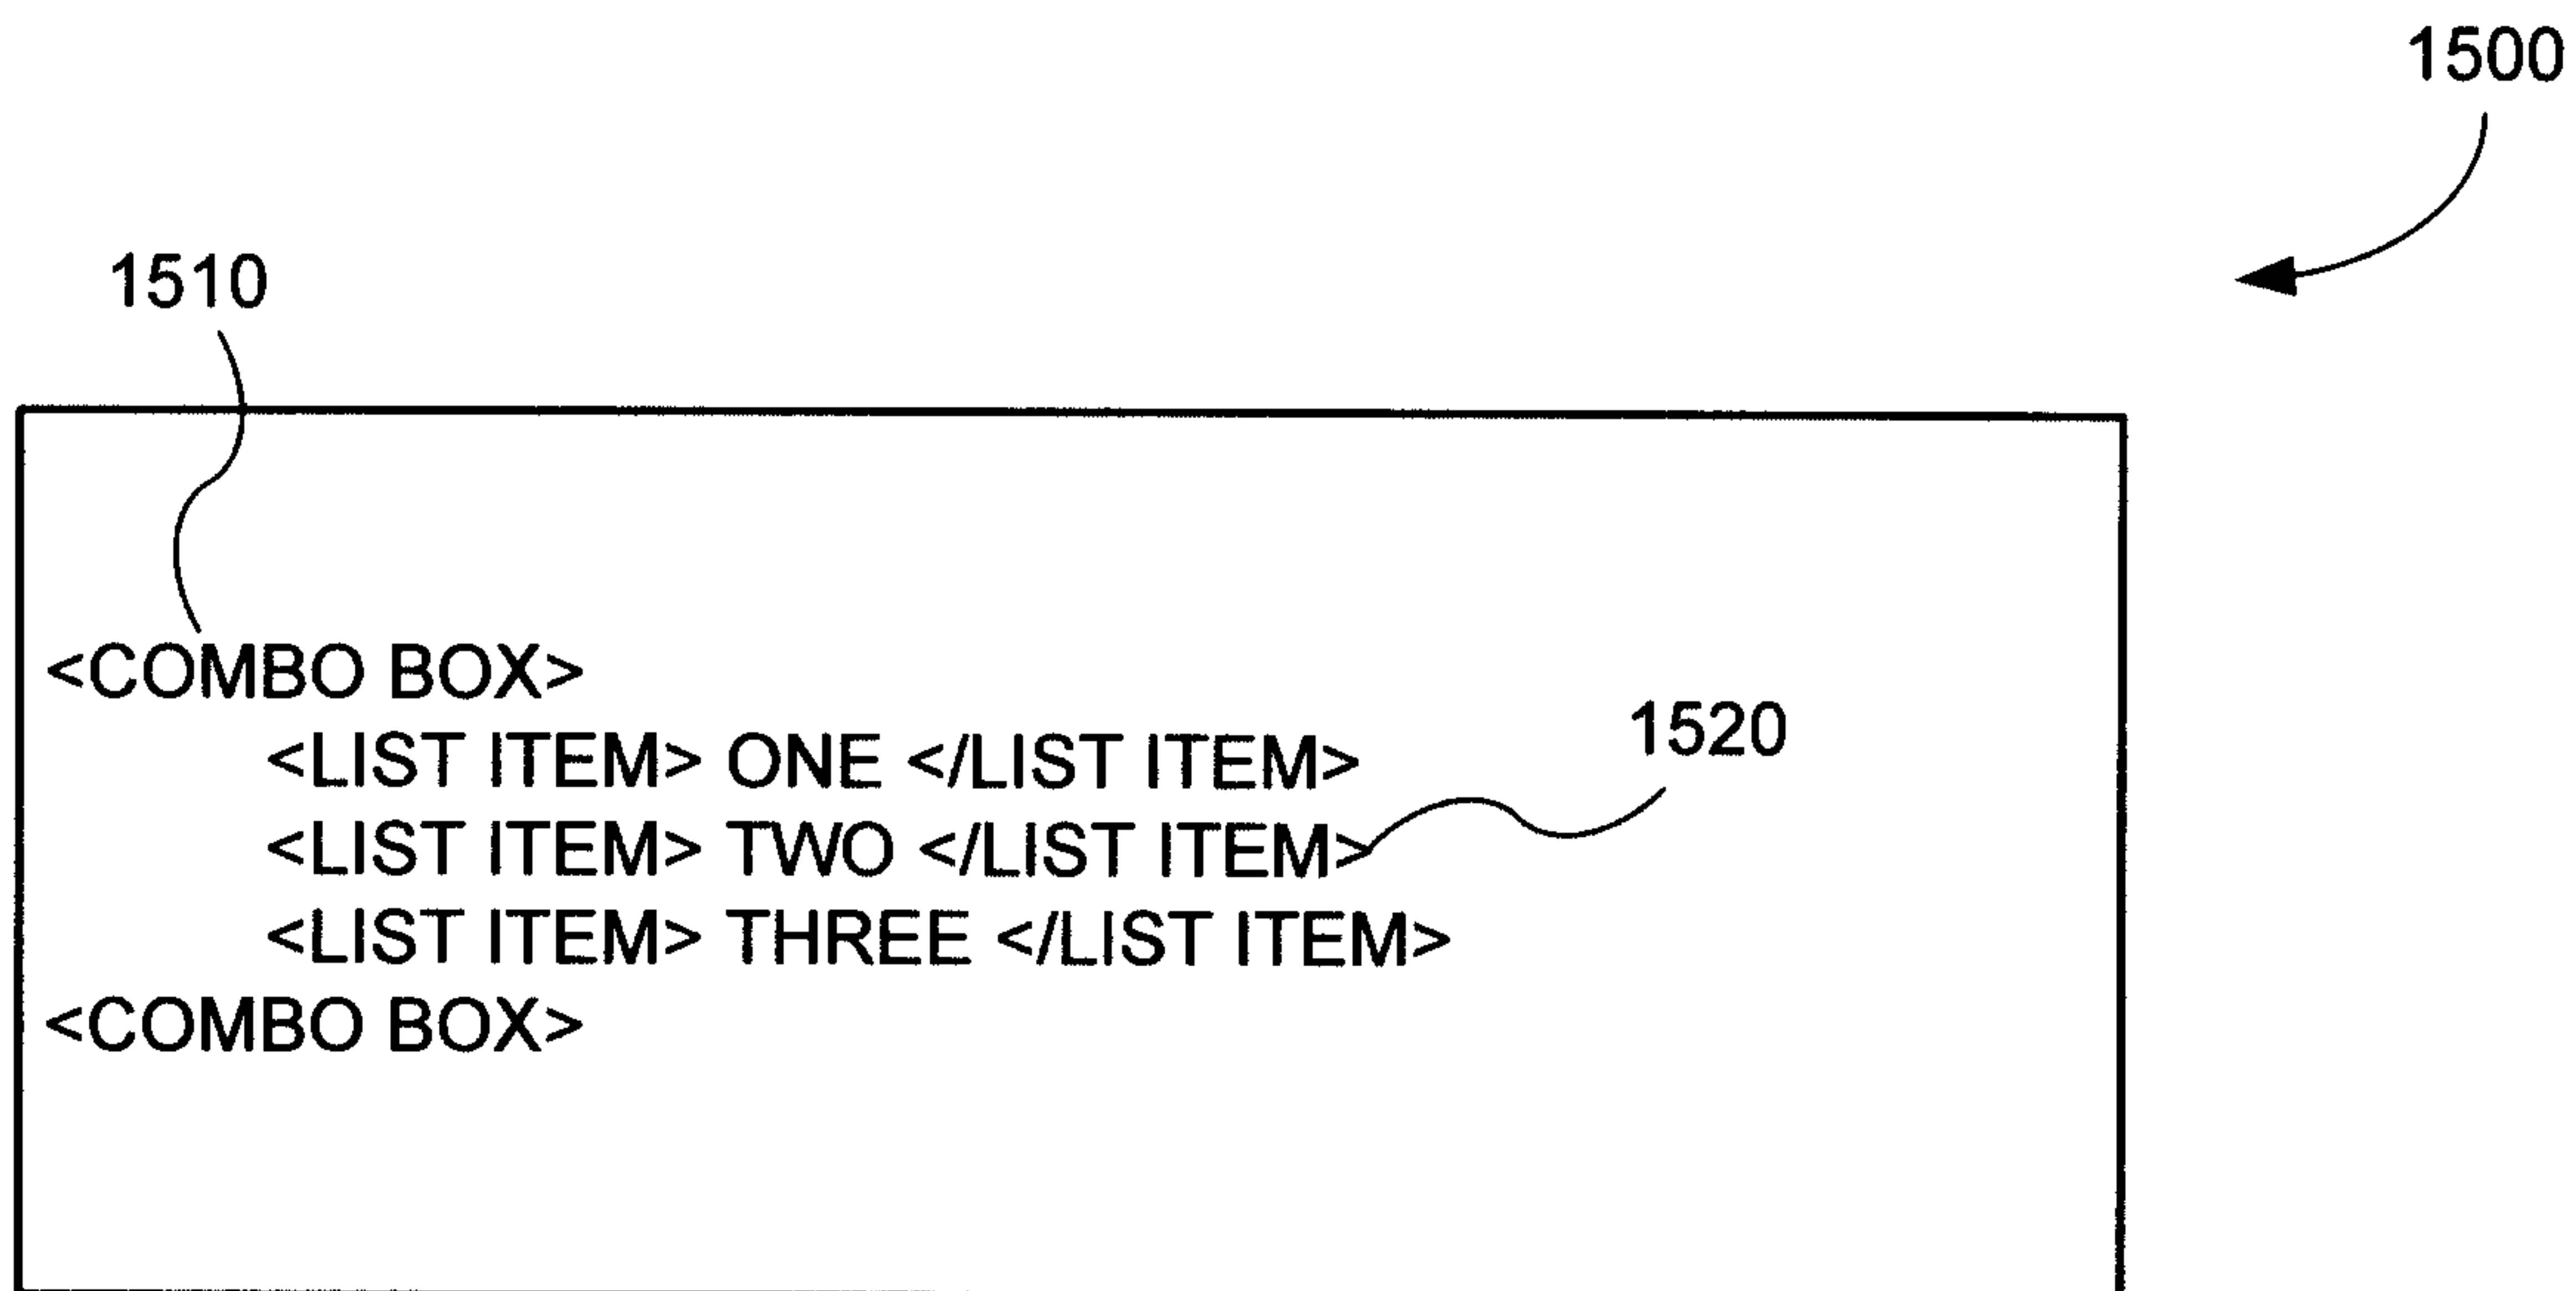 1500
1510
<COMBO BOX>
<LIST ITEM> ONE </LIST ITEM>
1520
<LIST ITEM> TWO </LIST ITEM>
<LIST ITEM> THREE </LIST ITEM>
<COMBO BOX>